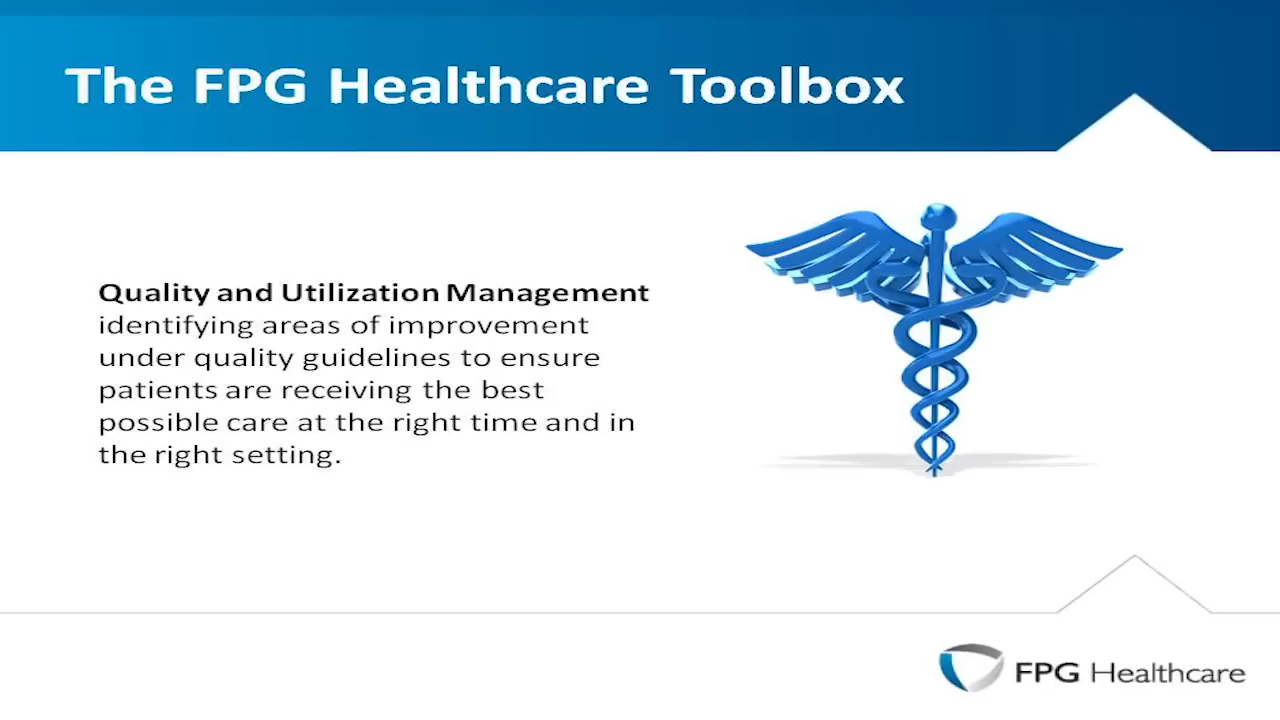 The FPG Healthcare Toolbox
Quality and Utilization Management
identifying areas of improvement
under quality guidelines to ensure
patients are receiving the best
possible care at the right time and in
the right setting.
FPG Healthcare